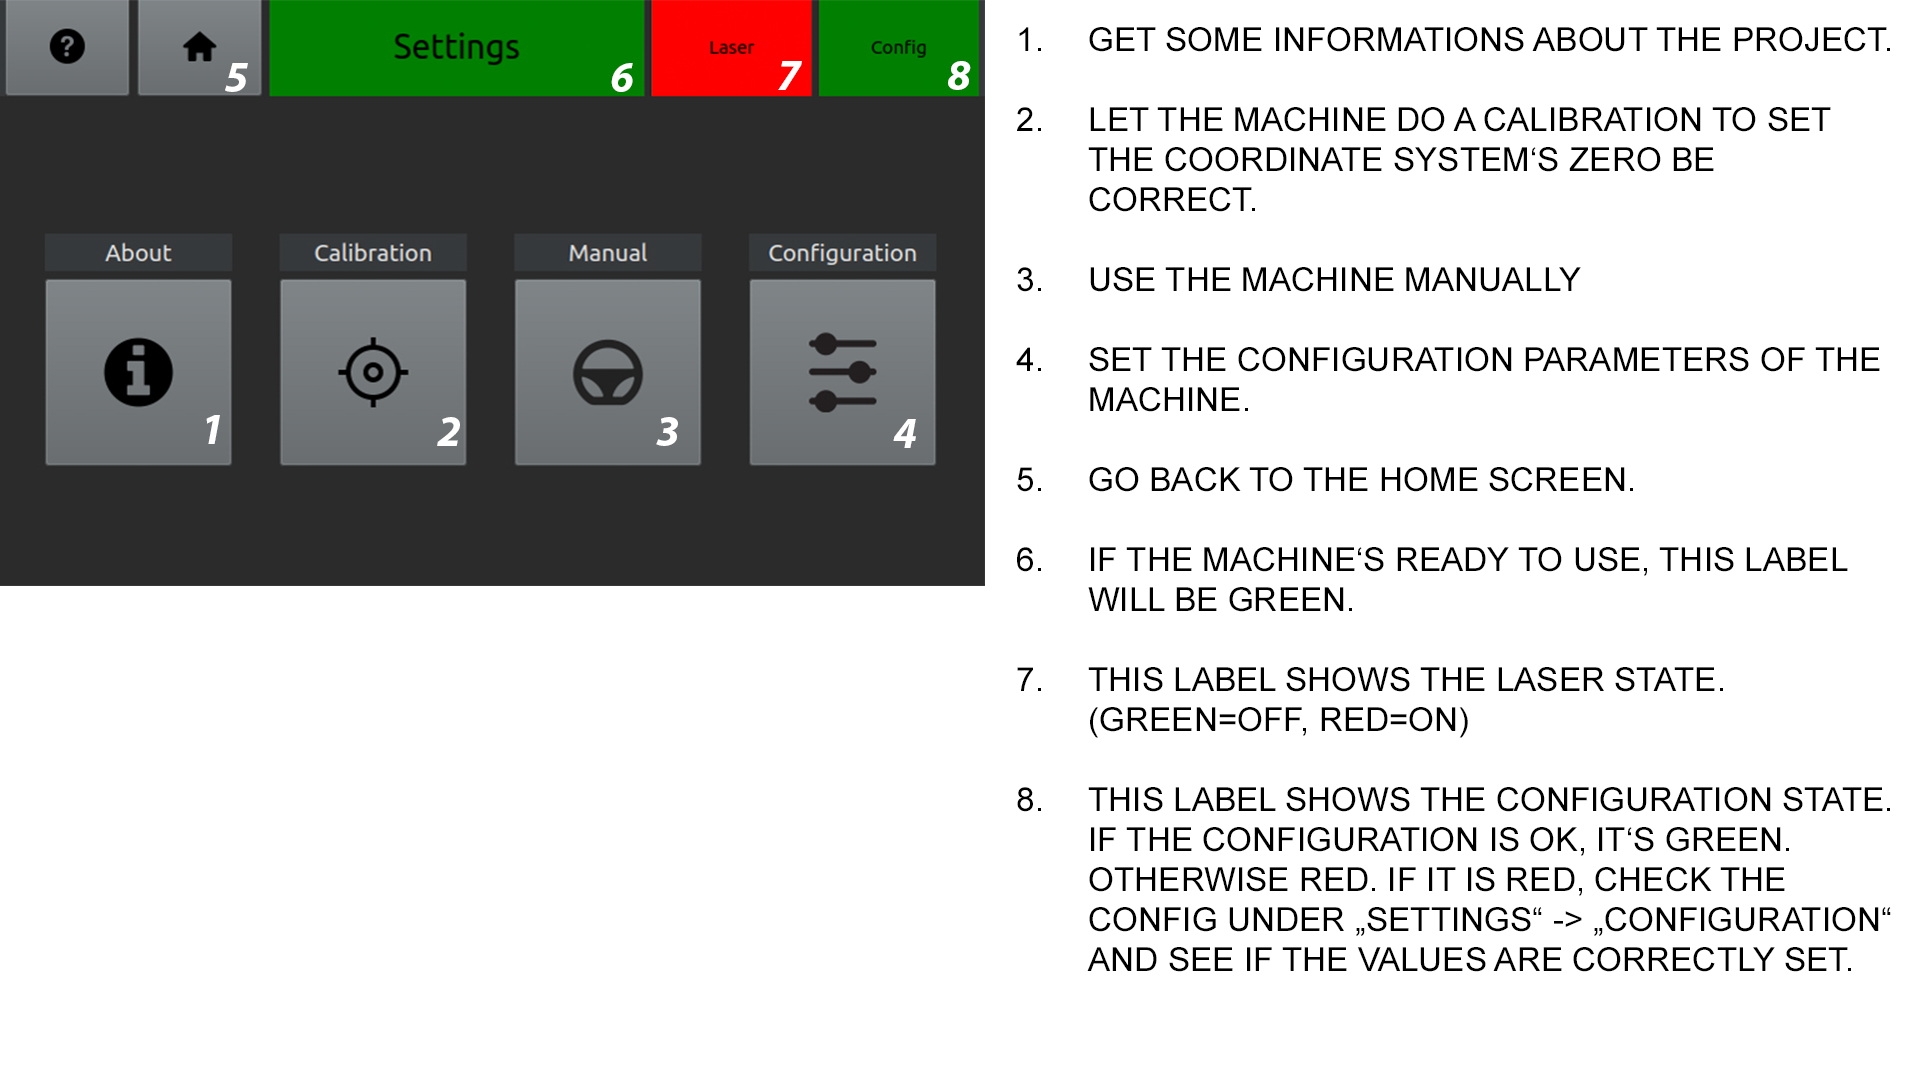 ?
5
Settings
6
Laser
7
Config
8
About
Calibration
Manual
Configuration
1
2
3
4
1. GET SOME INFORMATIONS ABOUT THE PROJECT.
2. LET THE MACHINE DO A CALIBRATION TO SET
THE COORDINATE SYSTEM‘S ZERO BE
CORRECT.
3. USE THE MACHINE MANUALLY
4. SET THE CONFIGURATION PARAMETERS OF THE
MACHINE.
5. GO BACK TO THE HOME SCREEN.
6. IF THE MACHINE‘S READY TO USE, THIS LABEL
WILL BE GREEN.
7. THIS LABEL SHOWS THE LASER STATE.
(GREEN=OFF, RED=ON)
8. THIS LABEL SHOWS THE CONFIGURATION STATE.
IF THE CONFIGURATION IS OK, IT‘S GREEN.
OTHERWISE RED. IF IT IS RED, CHECK THE
CONFIG UNDER „SETTINGS“ -> „CONFIGURATION“
AND SEE IF THE VALUES ARE CORRECTLY SET.